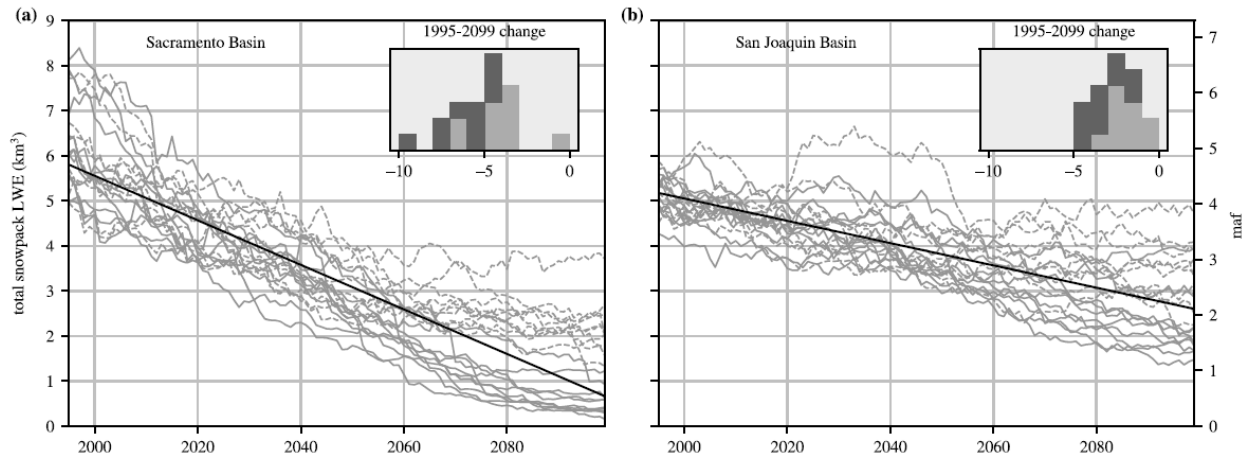 (a)
Sacramento Basin
1995-2099 change
−10 −5 0
total snowpack LWE (km³)
9
8
7
6
5
4
3
2
1
0
2000 2020 2040 2060 2080
(b)
San Joaquin Basin
1995-2099 change
−10 −5 0
2000 2020 2040 2060 2080
7
6
5
4
3
2
1
0
maf